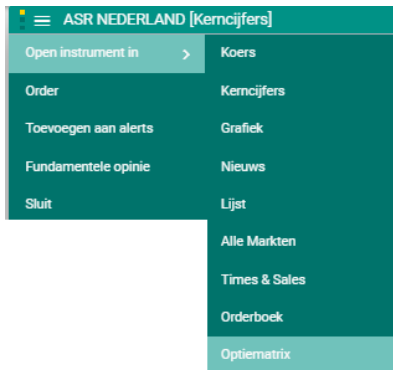 ASR NEDERLAND [Kerncijfers]
Open instrument in
Order
Toevoegen aan alerts
Fundamentele opinie
Sluit
Koers
Kerncijfers
Grafiek
Nieuws
Lijst
Alle Markten
Times & Sales
Orderboek
Optiematrix